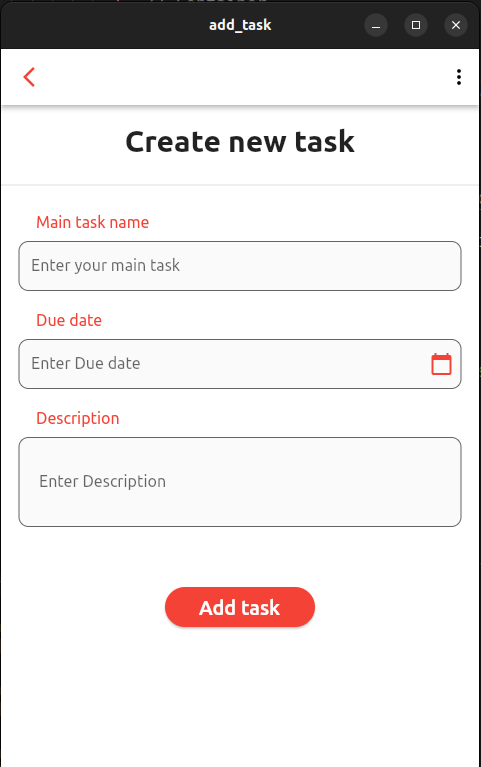 add_task
Create new task
Main task name
Enter your main task
Due date
Enter Due date
Description
Enter Description
Add task